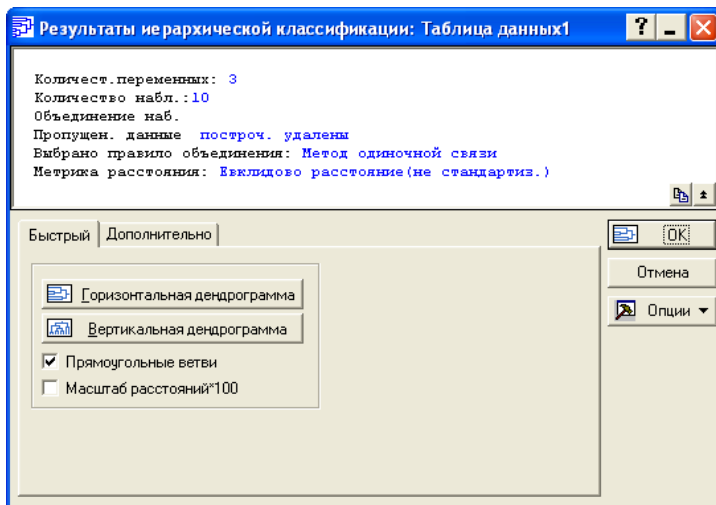 Результаты иерархической классификации: Таблица данных1
Количест.переменных: 3
Количество набл.:10
Объединение наб.
Пропущен. данные построч. удалены
Выбрано правило объединения: Метод одиночной связи
Метрика расстояния: Евклидово расстояние(не стандартиз.)
Быстрый Дополнительно
OK
Отмена
Опции
Горизонтальная дендрограмма
Вертикальная дендрограмма
Прямоугольные ветви
Масштаб расстояний*100